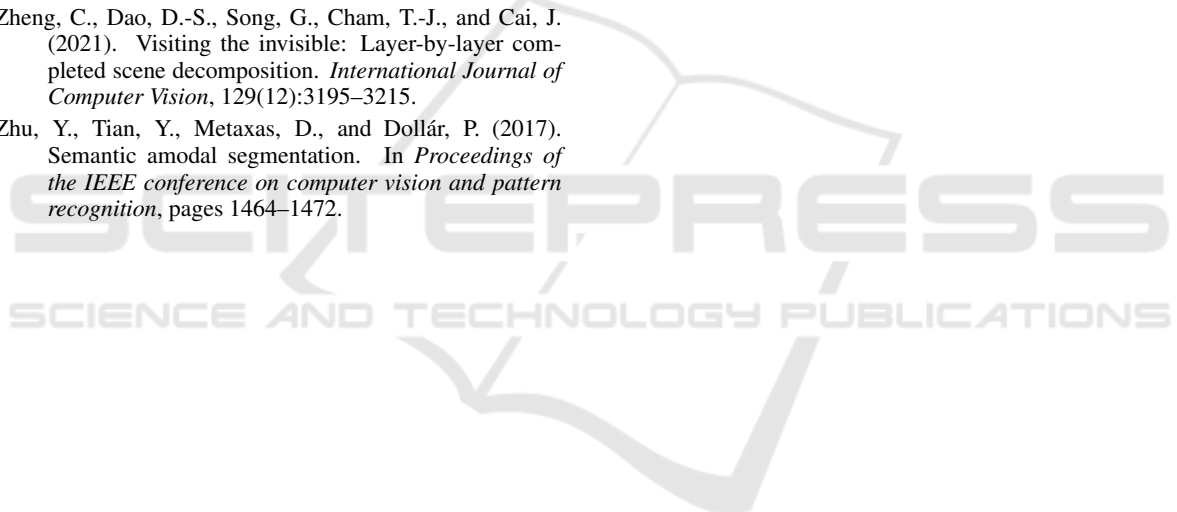 Zheng, C., Dao, D.-S., Song, G., Cham, T.-J., and Cai, J.
(2021). Visiting the invisible: Layer-by-layer com-
pleted scene decomposition. International Journal of
Computer Vision, 129(12):3195–3215.
Zhu, Y., Tian, Y., Metaxas, D., and Dollár, P. (2017).
Semantic amodal segmentation. In Proceedings of
the IEEE conference on computer vision and pattern
recognition, pages 1464–1472.
SCITEPRESS
SCIENCE AND TECHNOLOGY PUBLICATIONS